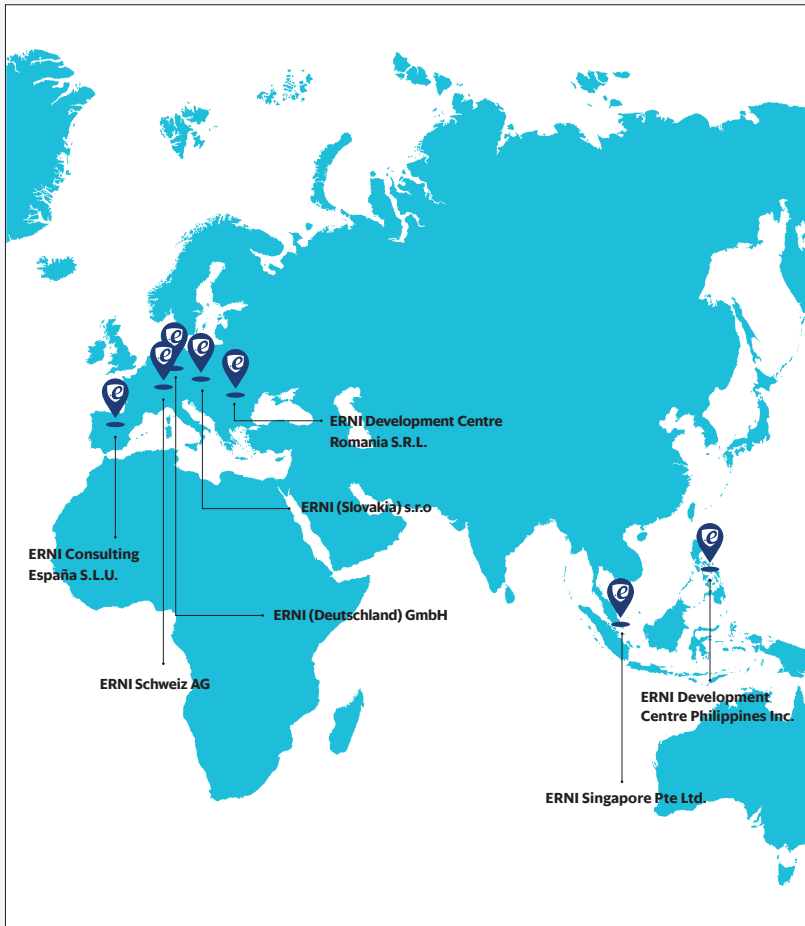 ERNI Development Centre
Romania S.R.L.
ERNI (Slovakia) s.r.o
ERNI Consulting
España S.L.U.
ERNI (Deutschland) GmbH
ERNI Schweiz AG
ERNI Development
Centre Philippines Inc.
ERNI Singapore Pte Ltd.
e
e
e
e
e
e
e